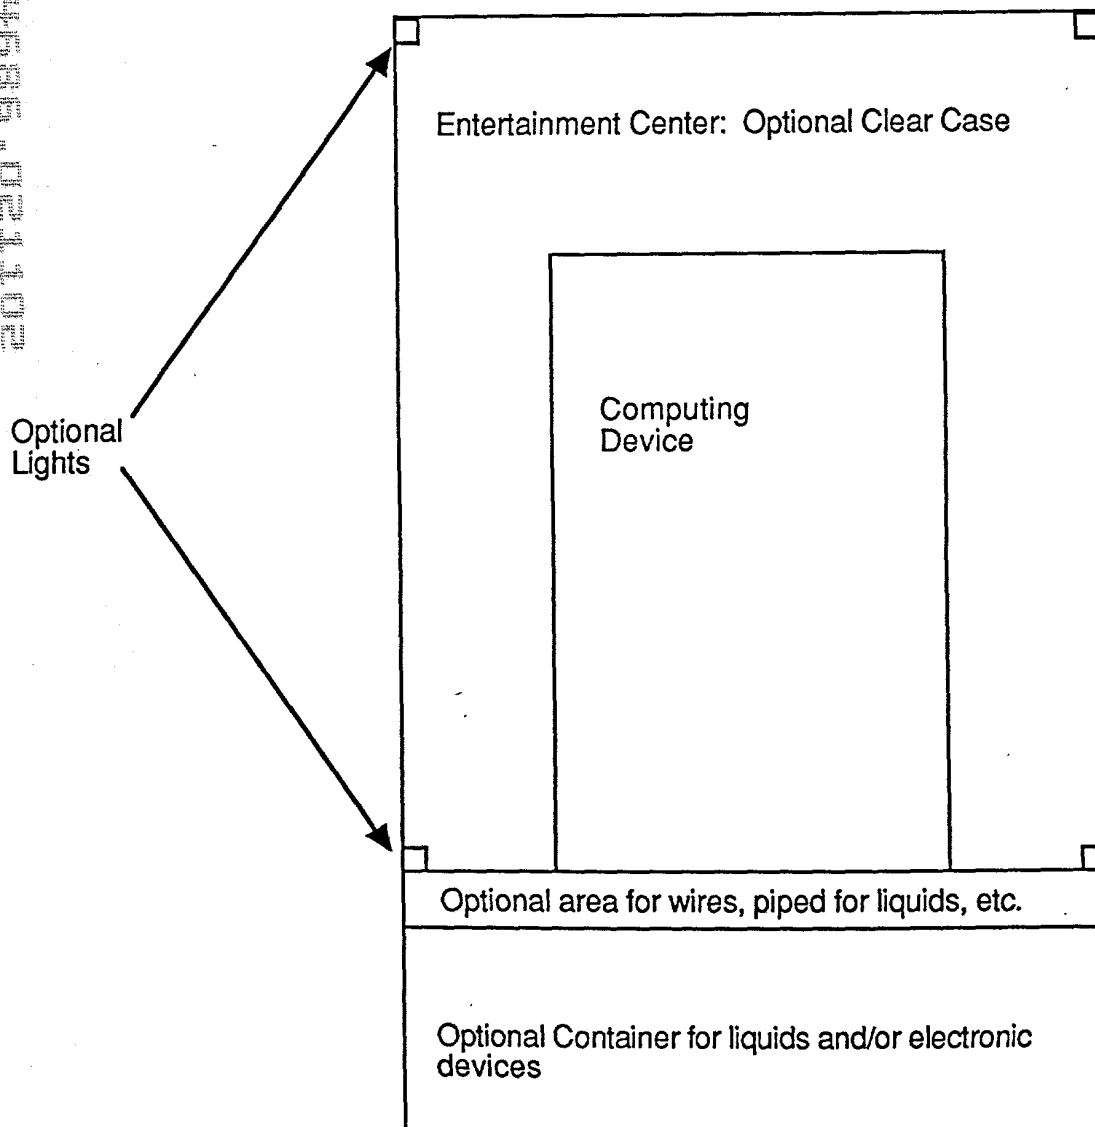 Entertainment Center: Optional Clear Case
Computing
Device
Optional
Lights
Optional area for wires, piped for liquids, etc.
Optional Container for liquids and/or electronic
devices